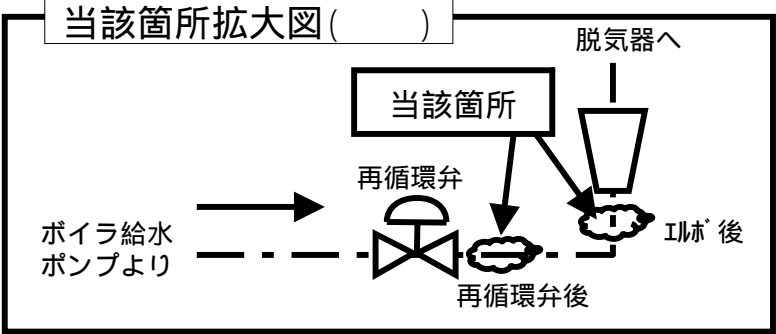 当該箇所拡大図(　　)
脱気器へ
当該箇所
再循環弁
ボイラ給水
ポンプより
ｴﾙﾎﾞ後
再循環弁後